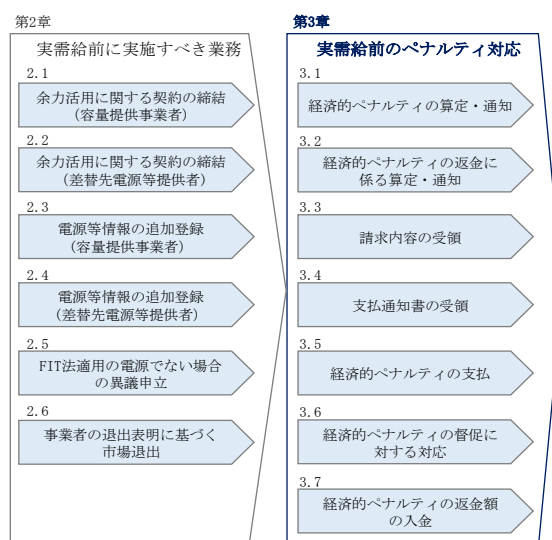 第2章
実需給前に実施すべき業務
2.1
余力活用に関する契約の締結
(容量提供事業者)
2.2
余力活用に関する契約の締結
(差替先電源等提供者)
2.3
電源等情報の追加登録
(容量提供事業者)
2.4
電源等情報の追加登録
(差替先電源等提供者)
2.5
FIT法適用の電源でない場合
の異議申立
2.6
事業者の退出表明に基づく
市場退出
第3章
実需給前のペナルティ対応
3.1
経済的ペナルティの算定・通知
3.2
経済的ペナルティの返金に
係る算定・通知
3.3
請求内容の受領
3.4
支払通知書の受領
3.5
経済的ペナルティの支払
3.6
経済的ペナルティの督促に
対する対応
3.7
経済的ペナルティの返金額
の入金